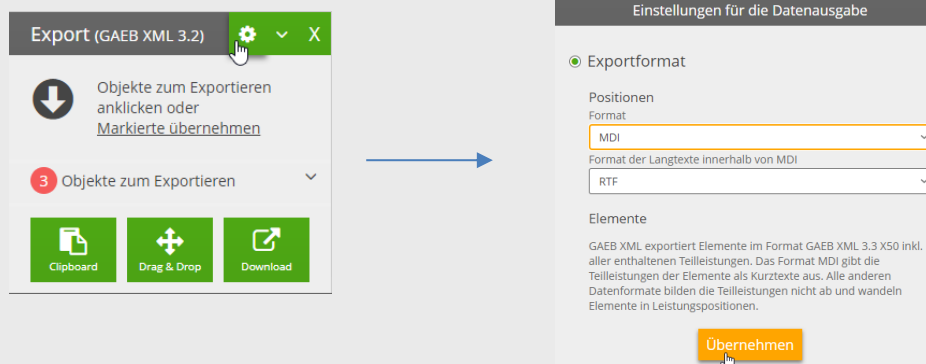 Export (GAEB XML 3.2)
X
Objekte zum Exportieren
anklicken oder
Markierte übernehmen
3 Objekte zum Exportieren
Clipboard
Drag & Drop
Download
Einstellungen für die Datenausgabe
Exportformat
Positionen
Format
MDI
Format der Langtexte innerhalb von MDI
RTF
Elemente
GAEB XML exportiert Elemente im Format GAEB XML 3.3 X50 inkl.
aller enthaltenen Teilleistungen. Das Format MDI gibt die
Teilleistungen der Elemente als Kurztexte aus. Alle anderen
Datenformate bilden die Teilleistungen nicht ab und wandeln
Elemente in Leistungspositionen.
Übernehmen